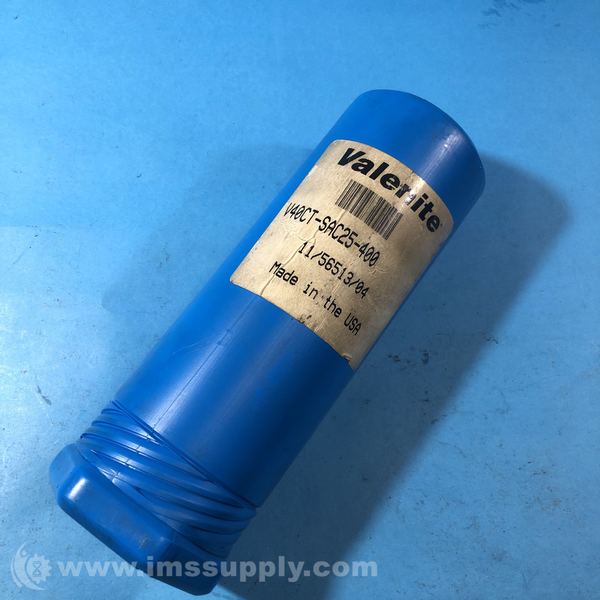 Valenite
V40CT-SAC25-400
11/56513/04
Made in the USA
www.imssupply.com